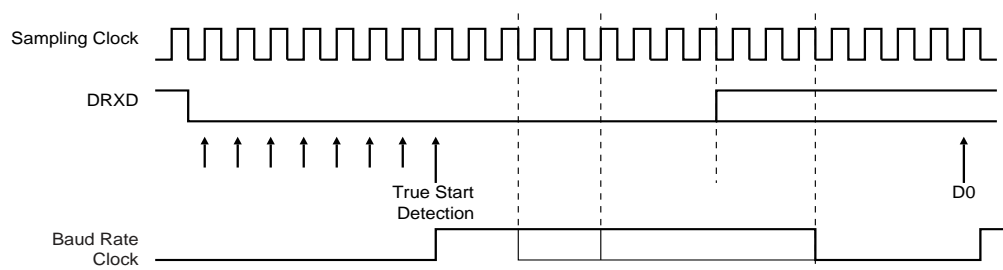 Sampling Clock
DRXD
True Start
Detection
D0
Baud Rate
Clock